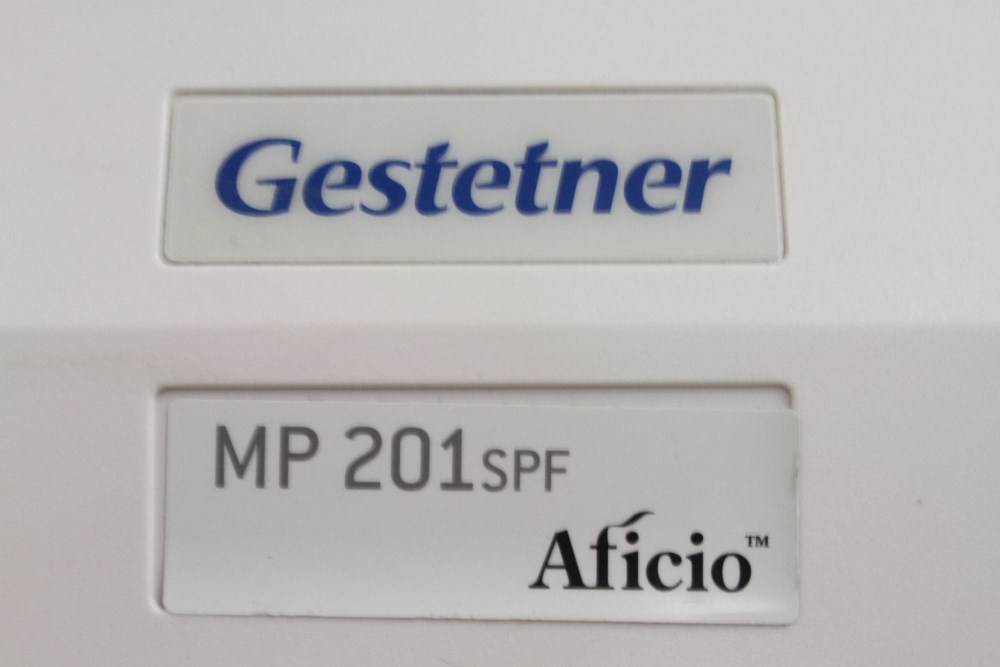 Gestetner
MP 201SPF
Aficio™